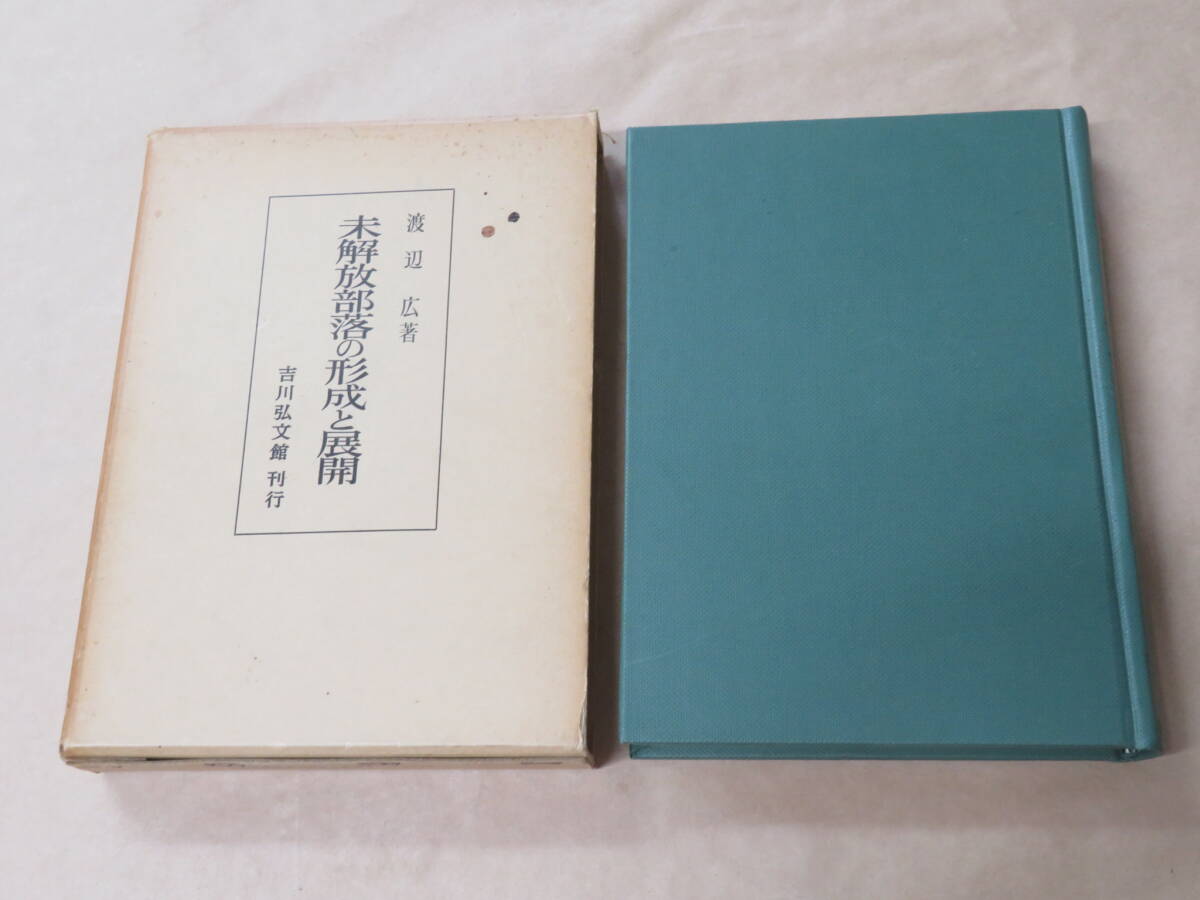 渡辺広著
未解放部落の形成と展開
吉川弘文館 刊行